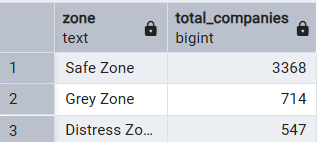 zone total_companies
text bigint
1 Safe Zone 3368
2 Grey Zone 714
3 Distress Zo... 547